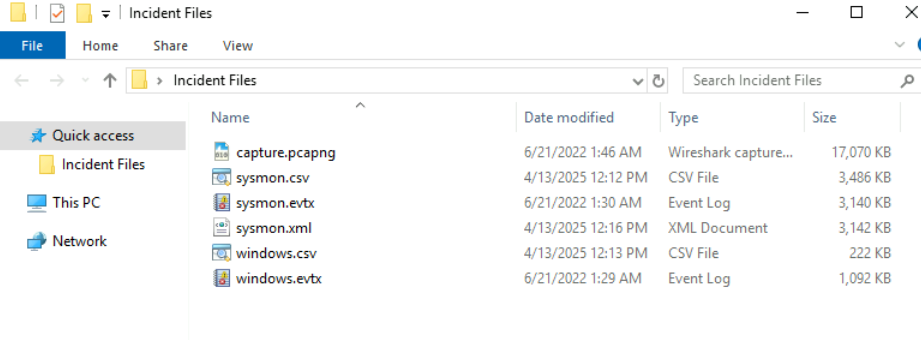 Incident Files
File Home Share View
Incident Files Search Incident Files
Name Date modified Type Size
Quick access
Incident Files
This PC
Network
capture.pcapng 6/21/2022 1:46 AM Wireshark capture... 17,070 KB
sysmon.csv 4/13/2025 12:12 PM CSV File 3,486 KB
sysmon.evtx 6/21/2022 1:30 AM Event Log 3,140 KB
sysmon.xml 4/13/2025 12:16 PM XML Document 3,142 KB
windows.csv 4/13/2025 12:13 PM CSV File 222 KB
windows.evtx 6/21/2022 1:29 AM Event Log 1,092 KB